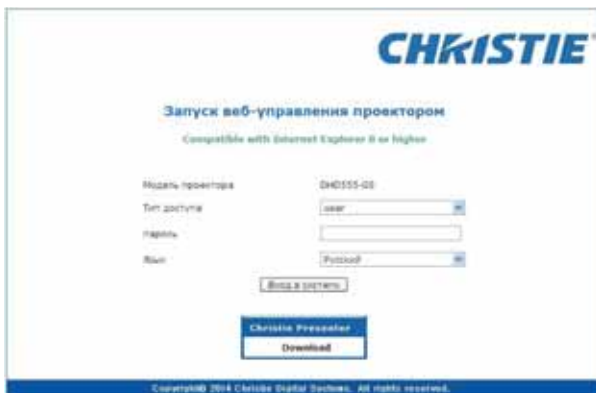 CHRISTIE
Запуск веб-управления проектором
Compatible with Internet Explorer 8 or higher
Модель проектора DHD555-GS
Тип доступа user
пароль
Язык Русский
Вход в систему
Christie Presenter
Download
Copyright© 2014 Christie Digital Systems. All rights reserved.